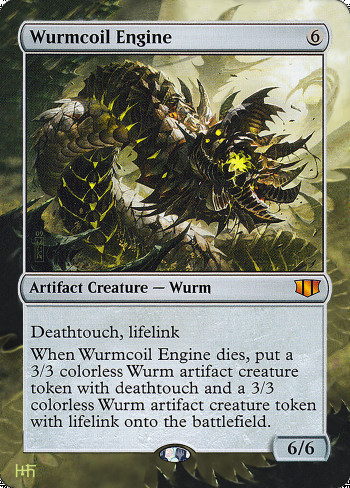 Wurmcoil Engine 6
Artifact Creature — Wurm
Deathtouch, lifelink
When Wurmcoil Engine dies, put a
3/3 colorless Wurm artifact creature
token with deathtouch and a 3/3
colorless Wurm artifact creature token
with lifelink onto the battlefield.
6/6